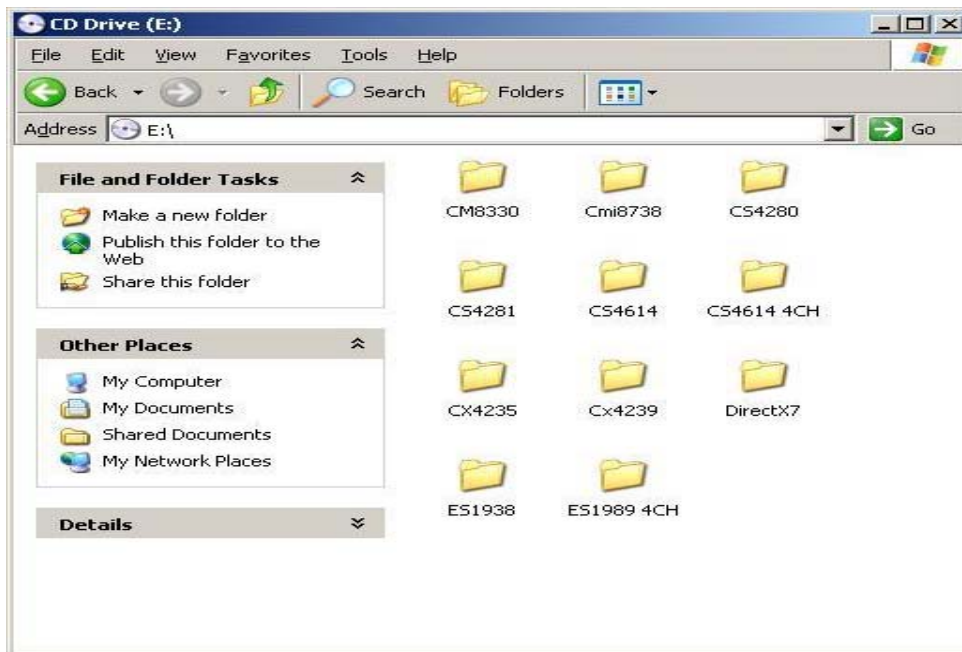 CD Drive (E:)
File Edit View Favorites Tools Help
Back Search Folders
Address E:\ Go
File and Folder Tasks
Make a new folder
Publish this folder to the
Web
Share this folder
Other Places
My Computer
My Documents
Shared Documents
My Network Places
Details
CM8330 Cmi8738 CS4280
CS4281 CS4614 CS4614 4CH
CX4235 Cx4239 DirectX7
ES1938 ES1989 4CH